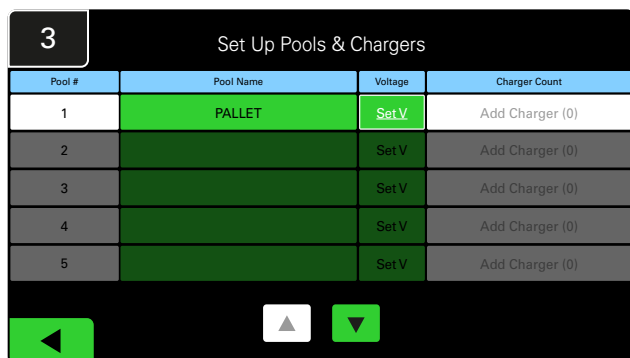 3
Set Up Pools & Chargers
Pool # Pool Name Voltage Charger Count
1 PALLET Set V Add Charger (0)
2 Set V Add Charger (0)
3 Set V Add Charger (0)
4 Set V Add Charger (0)
5 Set V Add Charger (0)